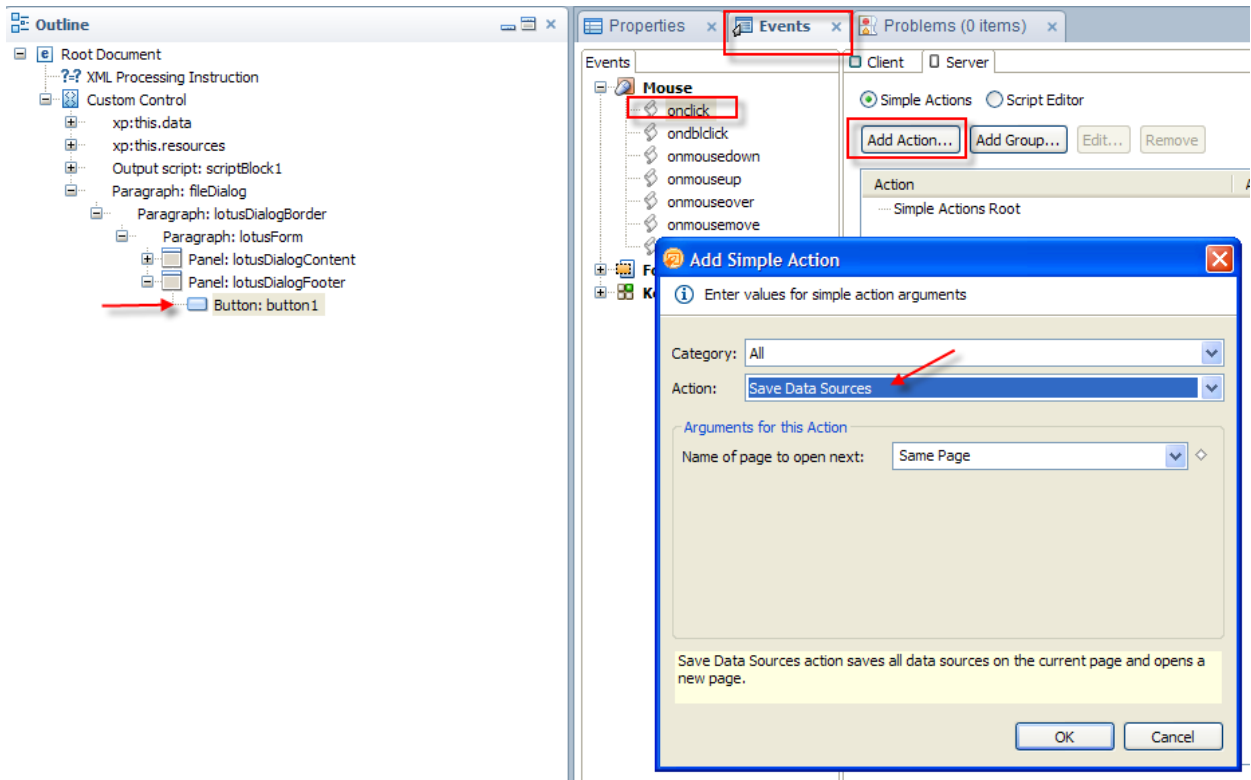 Outline
Root Document
?=? XML Processing Instruction
Custom Control
xp:this.data
xp:this.resources
Output script: scriptBlock1
Paragraph: fileDialog
Paragraph: lotusDialogBorder
Paragraph: lotusForm
Panel: lotusDialogContent
Panel: lotusDialogFooter
Button: button1
Properties Events Problems (0 items)
Events
Mouse
onclick
ondblclick
onmousedown
onmouseup
onmouseover
onmousemove
Client Server
Simple Actions Script Editor
Add Action... Add Group... Edit... Remove
Action
Simple Actions Root
Add Simple Action
Enter values for simple action arguments
Category: All
Action: Save Data Sources
Arguments for this Action
Name of page to open next: Same Page
Save Data Sources action saves all data sources on the current page and opens a
new page.
OK Cancel